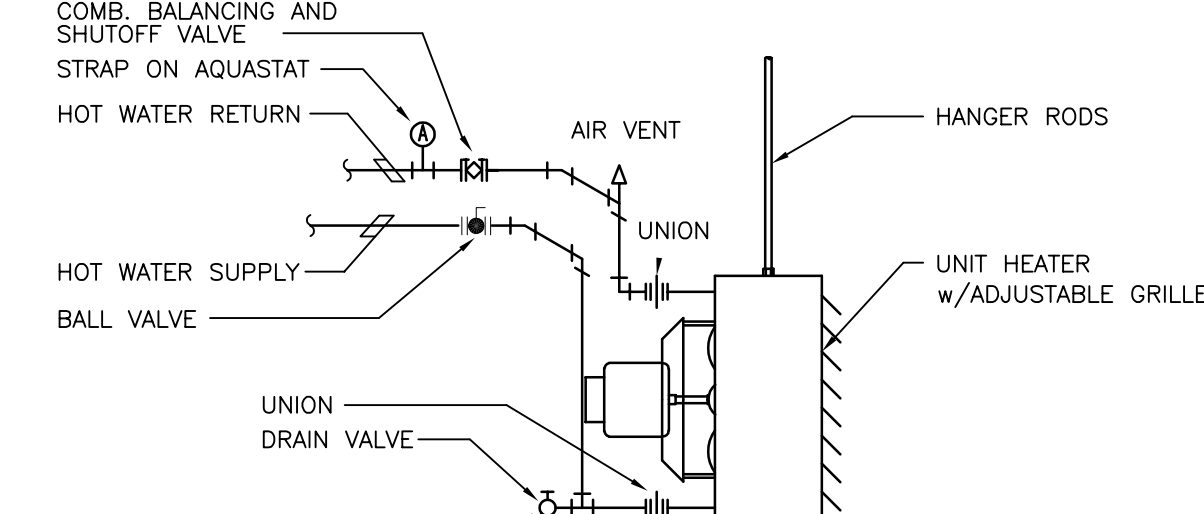 COMB. BALANCING AND
SHUTOFF VALVE
STRAP ON AQUASTAT
HOT WATER RETURN
A
AIR VENT
HANGER RODS
UNION
HOT WATER SUPPLY
UNIT HEATER
w/ADJUSTABLE GRILLE
BALL VALVE
UNION
DRAIN VALVE